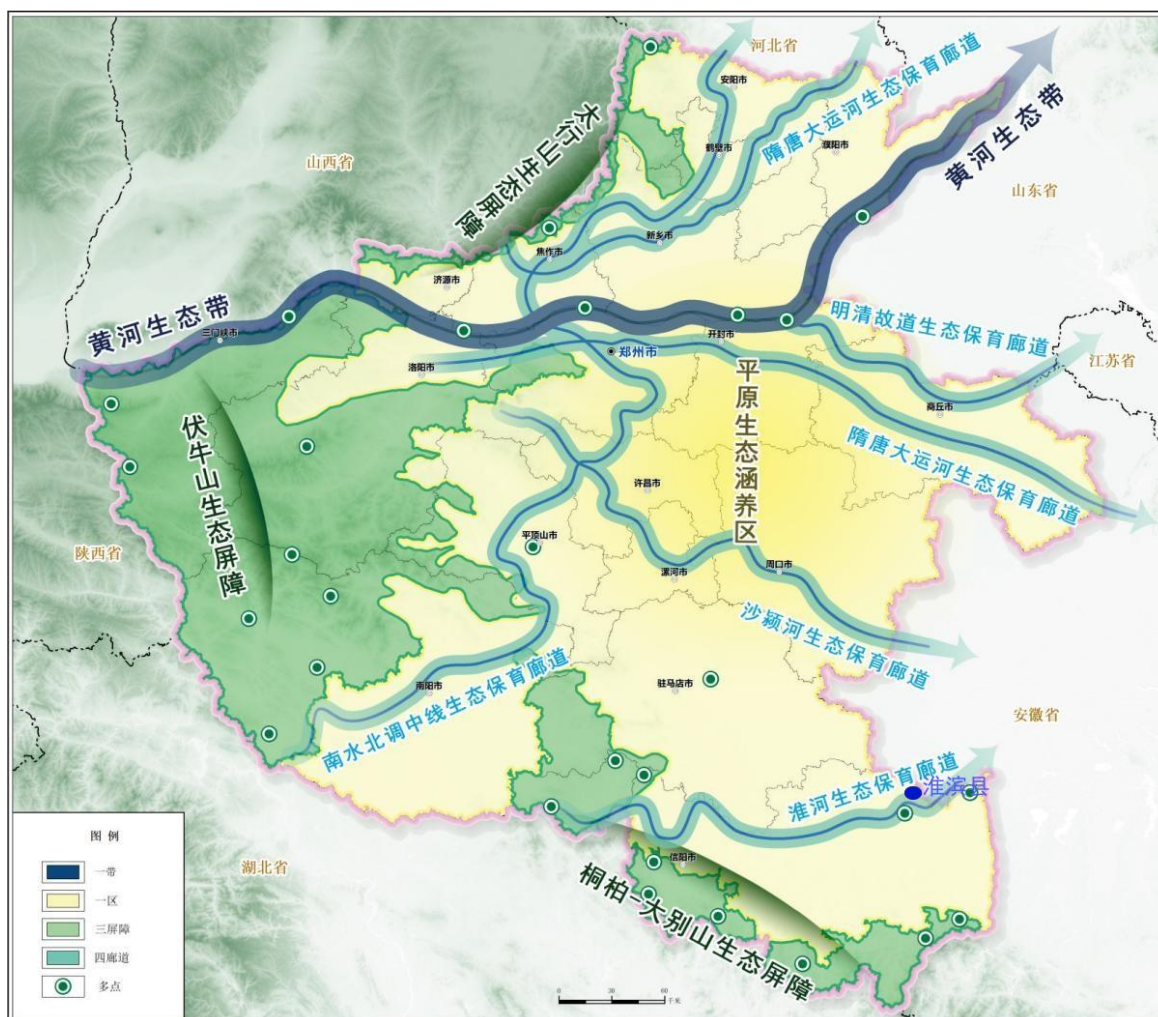 河北省
安阳市
隋唐大运河生态保育廊道
黄河生态带
太行山生态屏障
鹤壁市
濮阳市
山西省
山东省
新乡市
焦作市
济源市
黄河生态带
三门峡市
明清故道生态保育廊道
开封市
郑州市
江苏省
洛阳市
平原生态涵养区
商丘市
伏牛山生态屏障
隋唐大运河生态保育廊道
许昌市
陕西省
平顶山市
漯河市
周口市
沙颍河生态保育廊道
南阳市
驻马店市
南水北调中线生态保育廊道
安徽省
淮河生态保育廊道
淮滨县
信阳市
湖北省
桐柏-大别山生态屏障
图 例
一带
一区
三屏障
四廊道
多点
0 30 60
千米